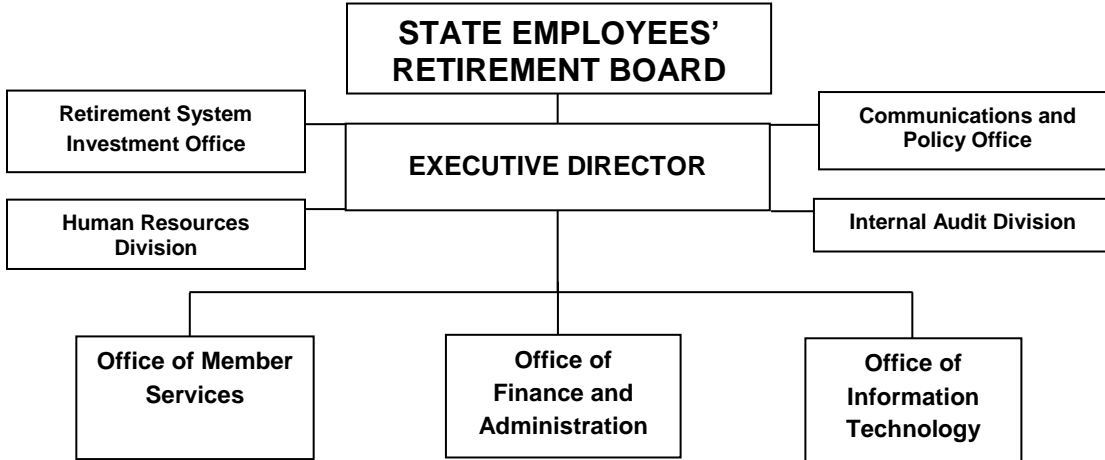 STATE EMPLOYEES’
RETIREMENT BOARD
Retirement System
Investment Office
Communications and
Policy Office
EXECUTIVE DIRECTOR
Human Resources
Division
Internal Audit Division
Office of Member
Services
Office of
Finance and
Administration
Office of
Information
Technology